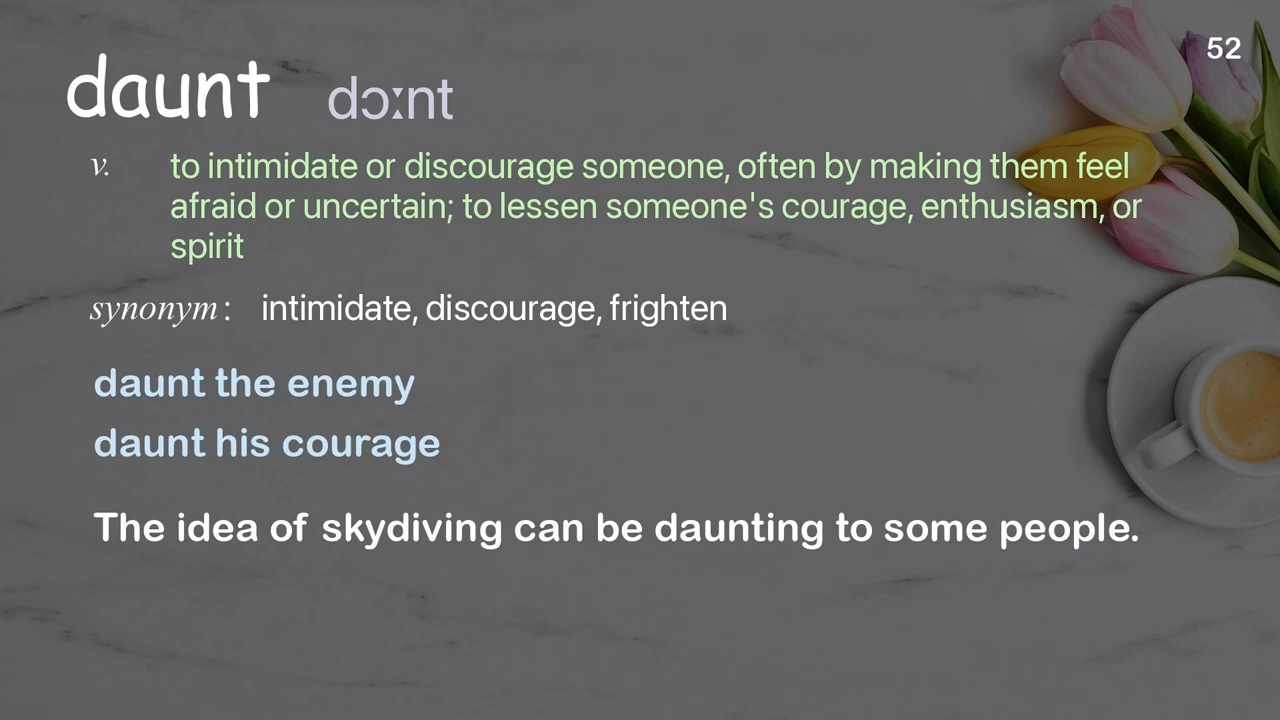 52
daunt dɔːnt
v. to intimidate or discourage someone, often by making them feel
afraid or uncertain; to lessen someone's courage, enthusiasm, or
spirit
synonym: intimidate, discourage, frighten
daunt the enemy
daunt his courage
The idea of skydiving can be daunting to some people.